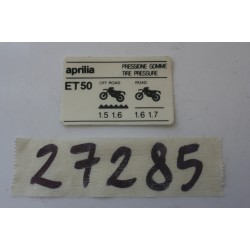 aprilia PRESSIONE GOMME
TIRE PRESSURE
ET50 OFF ROAD ROAD
1.5 1.6 1.6 1.7
27285